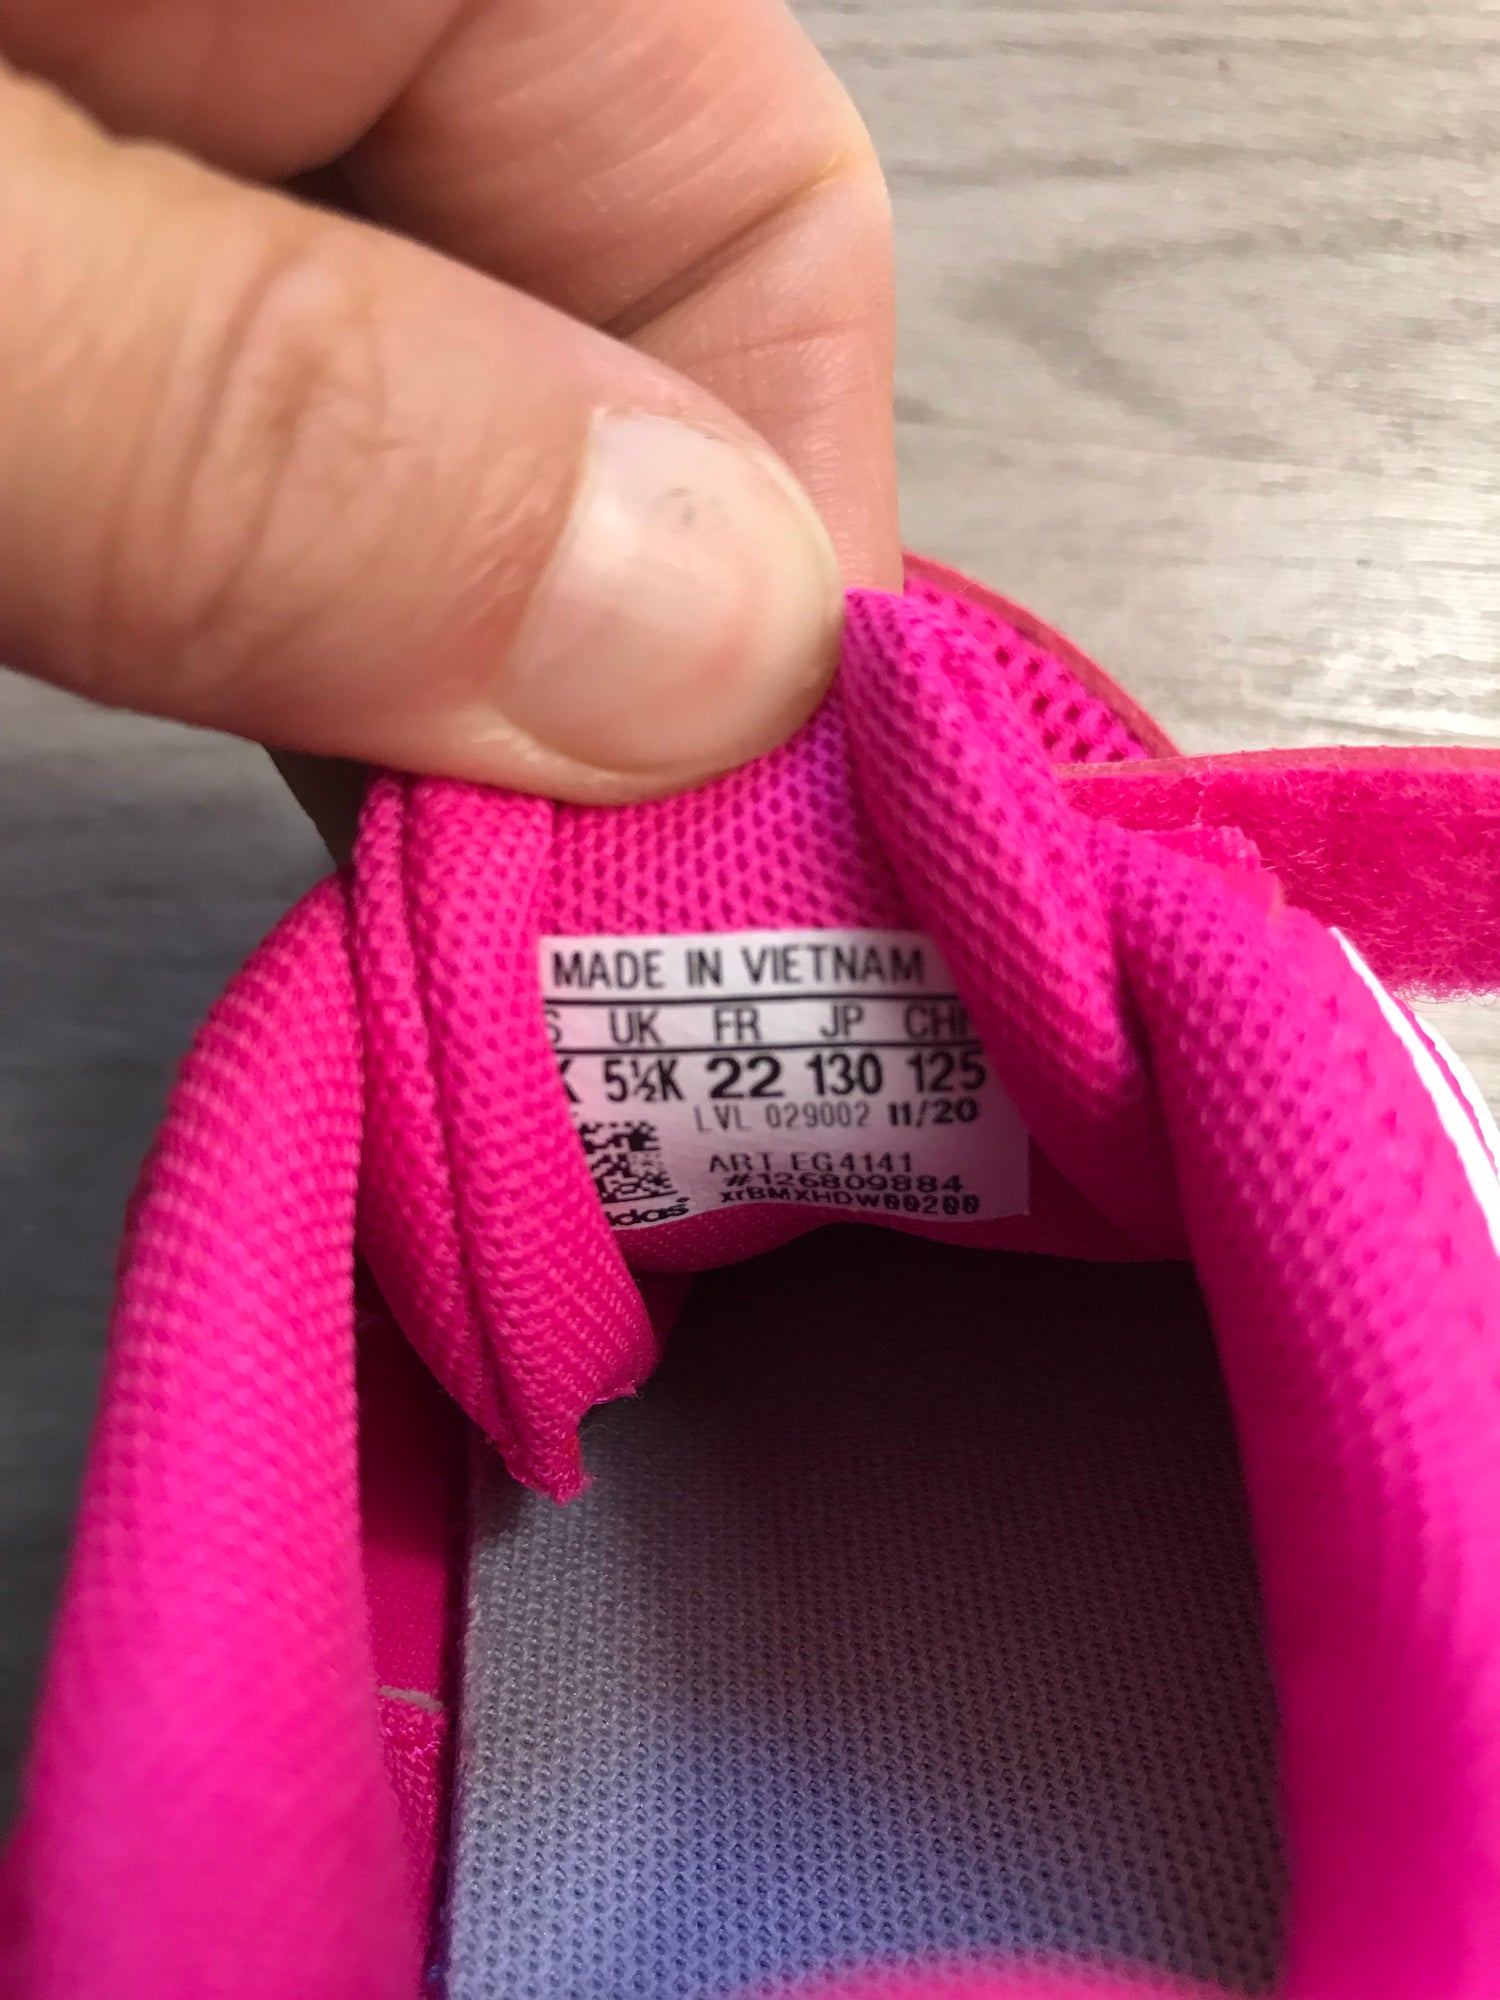 MADE IN VIETNAM
UK FR JP
5½K 22 130 125
LVL 029002 11/20
ART EG4141
#126809884
xrBMXHDW00200